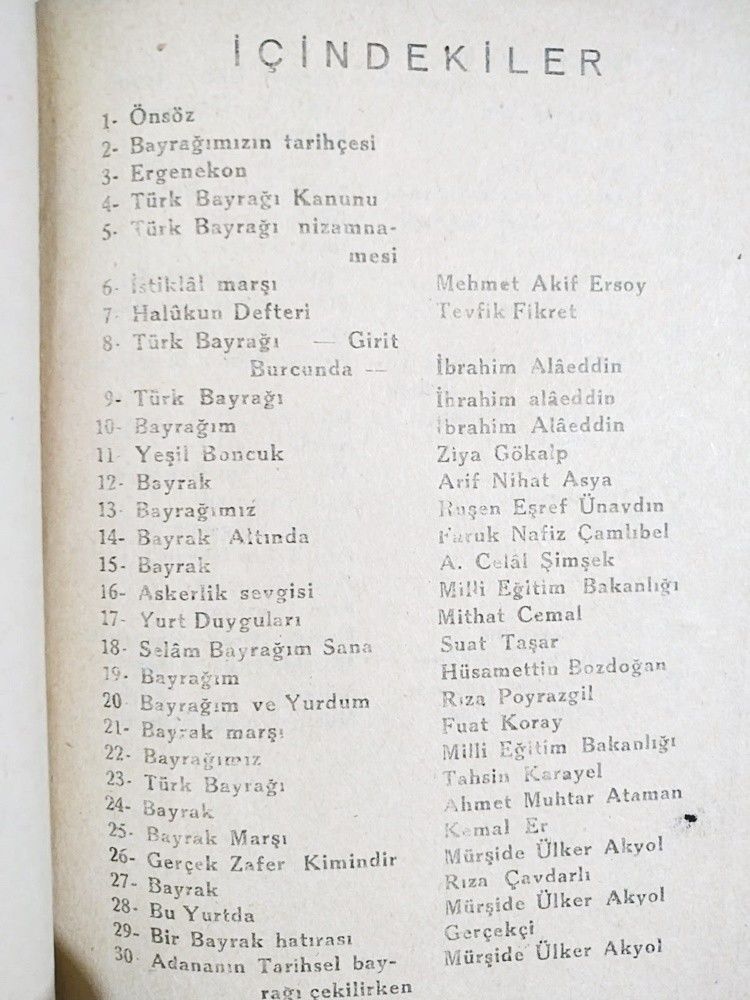 İÇİNDEKİLER
1- Önsöz
2- Bayrağımızın tarihçesi
3- Ergenekon
4- Türk Bayrağı Kanunu
5- Türk Bayrağı nizamna-
mesi
6- İstiklâl marşı Mehmet Akif Ersoy
7- Halûkun Defteri Tevfik Fikret
8- Türk Bayrağı — Girit
Burcunda — İbrahim Alâeddin
9- Türk Bayrağı İbrahim alâeddin
10- Bayrağım İbrahim Alâeddin
11- Yeşil Boncuk Ziya Gökalp
12- Bayrak Arif Nihat Asya
13- Bayrağımız Ruşen Eşref Ünaydın
14- Bayrak Altında Faruk Nafiz Çamlıbel
15- Bayrak A. Celâl Şimşek
16- Askerlik sevgisi Milli Eğitim Bakanlığı
17- Yurt Duyguları Mithat Cemal
18- Selâm Bayrağım Sana Suat Taşar
19- Bayrağım Hüsamettin Bozdoğan
20- Bayrağım ve Yurdum Rıza Poyrazgil
21- Bayrak marşı Fuat Koray
22- Bayrağımız Milli Eğitim Bakanlığı
23- Türk Bayrağı Tahsin Karayel
24- Bayrak Ahmet Muhtar Ataman
25- Bayrak Marşı Kemal Er
26- Gerçek Zafer Kimindir Mürşide Ülker Akyol
27- Bayrak Rıza Çavdarlı
28- Bu Yurtda Mürşide Ülker Akyol
29- Bir Bayrak hatırası Gerçekçi
30- Adananın Tarihsel bay- Mürşide Ülker Akyol
rağı çekilirken